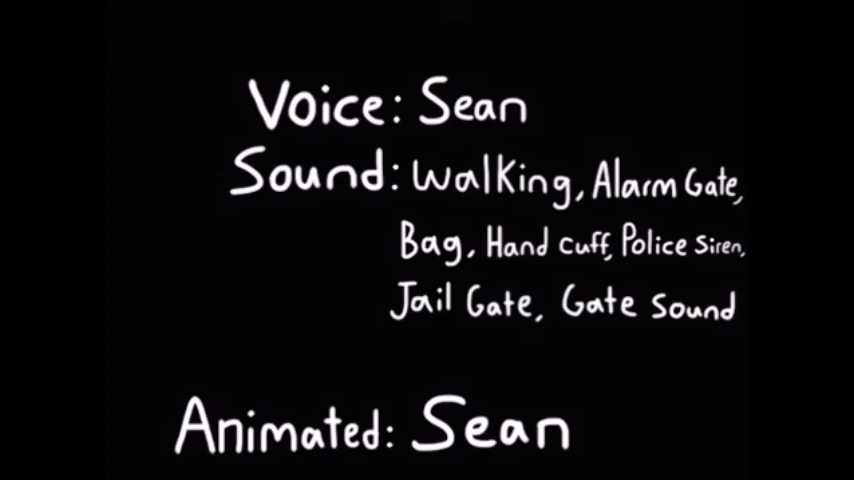 Voice: Sean
Sound: Walking, Alarm Gate,
Bag, Hand cuff, Police Siren,
Jail Gate, Gate Sound
Animated: Sean